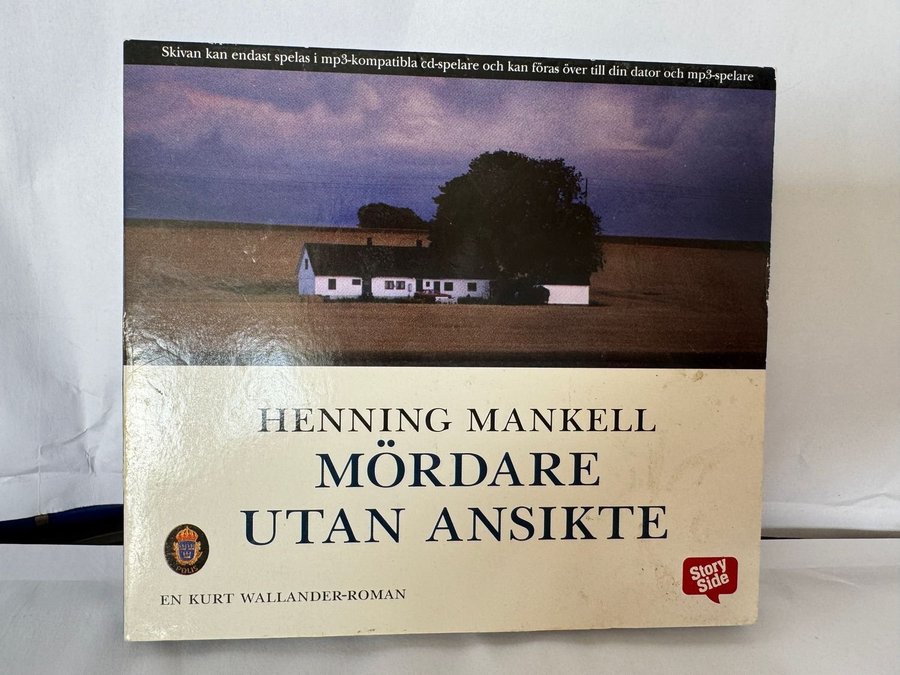 Skivan kan endast spelas i mp3-kompatibla cd-spelare och kan föras över till din dator och mp3-spelare
HENNING MANKELL
MÖRDARE
UTAN ANSIKTE
POLIS
EN KURT WALLANDER-ROMAN
Story
Side